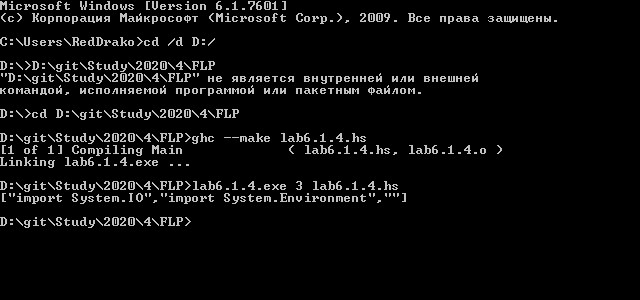 Microsoft Windows [Version 6.1.7601]
(c) Корпорация Майкрософт (Microsoft Corp.), 2009. Все права защищены.
C:\Users\RedDrako>cd /d D:/
D:\>D:\git\Study\2020\4\FLP
"D:\git\Study\2020\4\FLP" не является внутренней или внешней
командой, исполняемой программой или пакетным файлом.
D:\>cd D:\git\Study\2020\4\FLP
D:\git\Study\2020\4\FLP>ghc --make lab6.1.4.hs
[1 of 1] Compiling Main             ( lab6.1.4.hs, lab6.1.4.o )
Linking lab6.1.4.exe ...
D:\git\Study\2020\4\FLP>lab6.1.4.exe 3 lab6.1.4.hs
["import System.IO","import System.Environment",""]
D:\git\Study\2020\4\FLP>